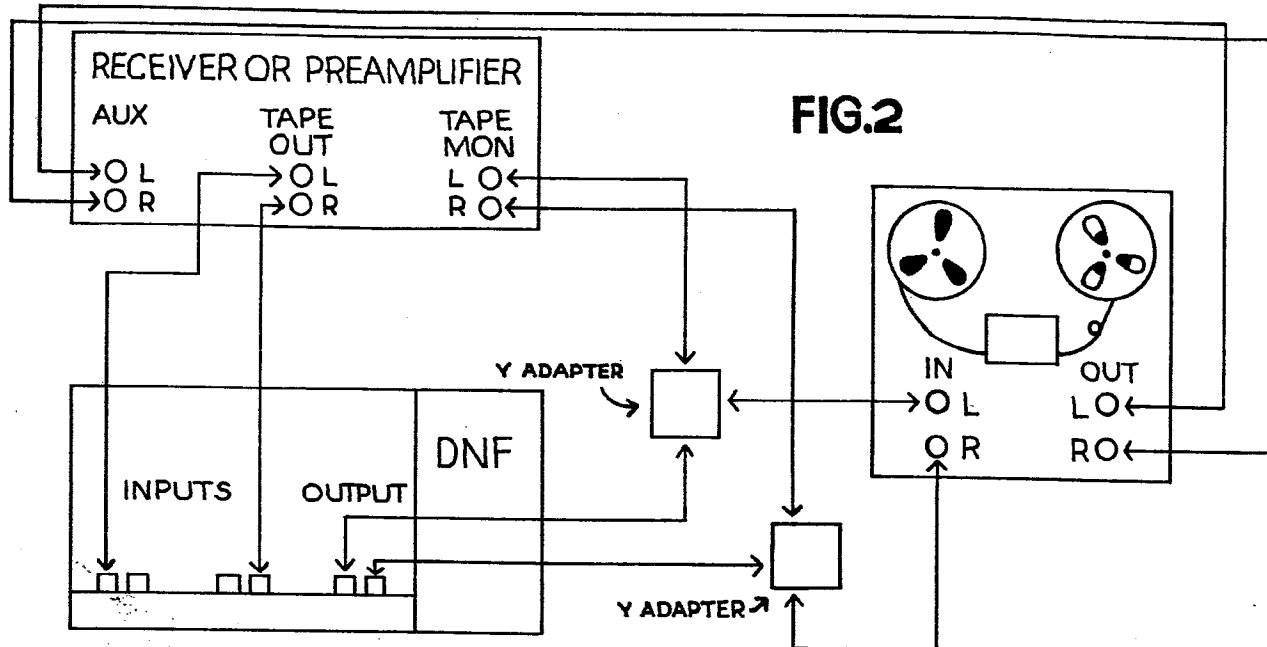 FIG.2
RECEIVER OR PREAMPLIFIER
AUX
TAPE
OUT
TAPE
MON
L
R
L
R
L
R
Y ADAPTER
IN
OUT
L
R
L
R
DNF
INPUTS
OUTPUT
Y ADAPTER